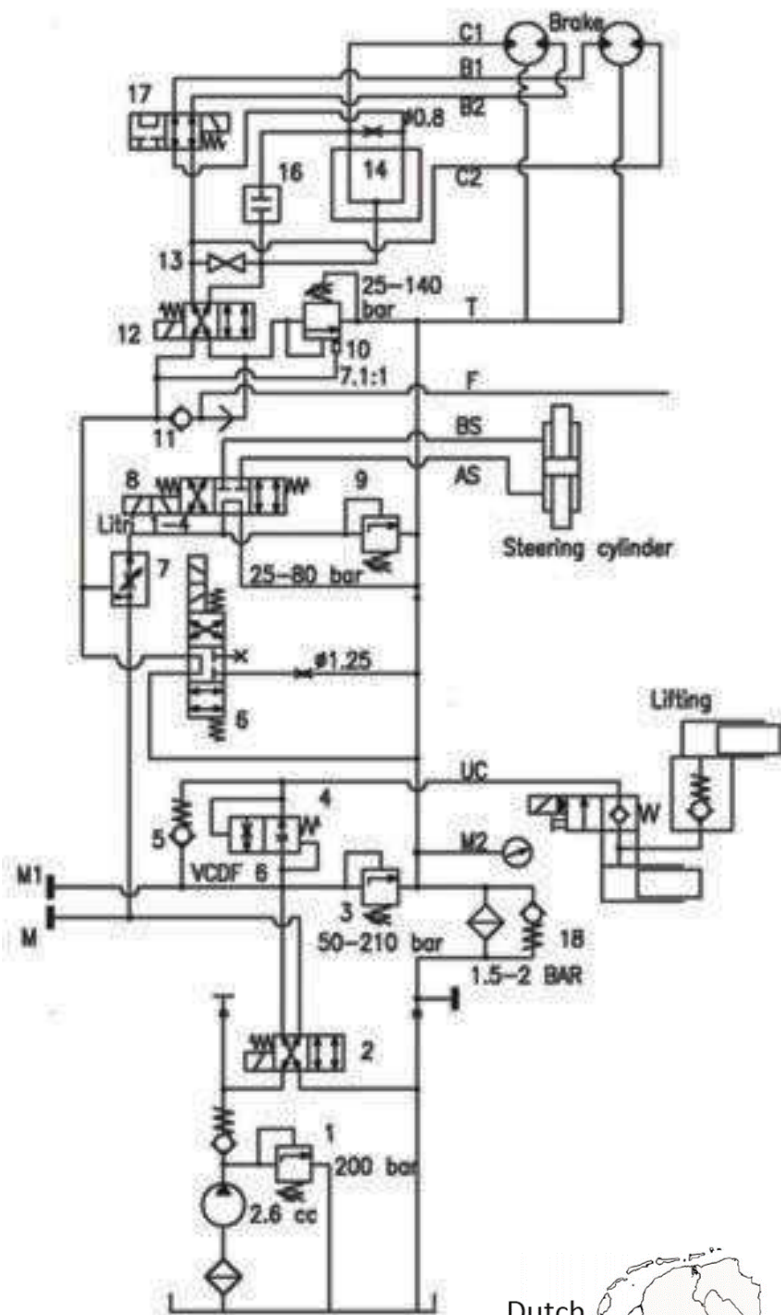 C1
Brake
B1
17
B2
ø0.8
16
14
C2
13
25-140
bar
T
12
10
7.1:1
F
11
BS
8
9
AS
Litri 1-4
Steering cylinder
7
25-80 bar
ø1.25
6
Lifting
UC
4
5
M2
M1
VCDF 6
3
M
50-210 bar
18
1.5-2 BAR
2
1
200 bar
2.6 cc
Dutch